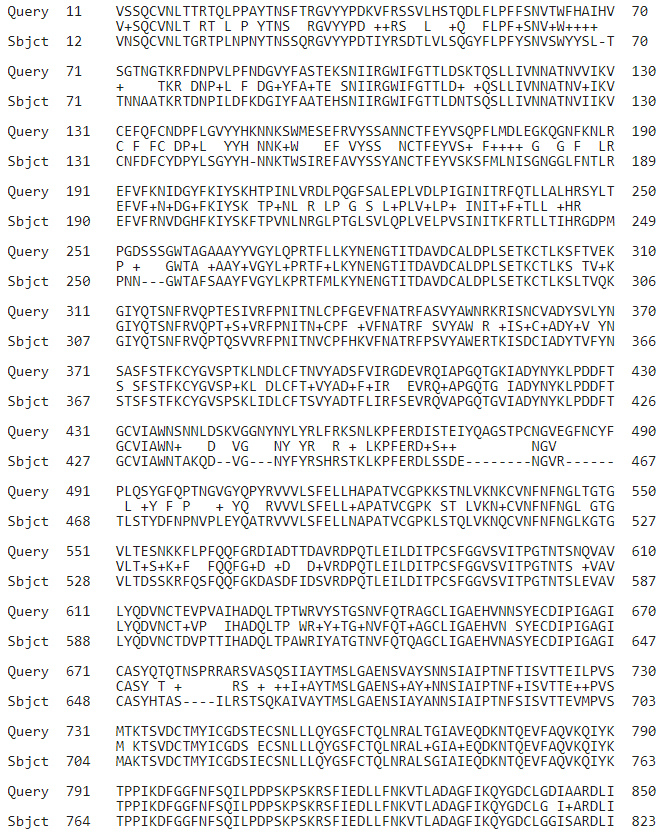 Query 11 VSSQCVNLTTRTQLPPAYTNSFTRGVYYPDKVFRSSVLHSTQDLFLPFFSNVTWFHAIHV 70
V+SQCVNLT RT L P YTNS RGVYYPD ++RS L +Q FLPF SNV+W++++
Sbjct 12 VNSQCVNLTGRTPLNPNYTNSSQRGVYYPDTIYRSDTLVLSQGYFLPFYSNVSWYYSL-T 70
Query 71 SGTNGTKRFDNPVLPFNDGVYFASTEKSNIIRGWIFGTTLDSKTQSLLIVNNATNVVIKV 130
+ TKR DNP+L F DG+YFA+TE SNIIRGWIFGTTLD+ +QSLLIVNNATNV+IKV
Sbjct 71 TNNAATKRTDNPILDFKDGIYFAATEHSNIIRGWIFGTTLDNTSQSLLIVNNATNVIIKV 130
Query 131 CEFQFCNDPFLGVYYHKNNKSWMESEFRVYSSANNCTFEYVSQPFLMDLEGKQGNFKNLR 190
C F FC DP+L YYH NNK+W EF VYSS NCTFEYVS+ F++++ G G F LR
Sbjct 131 CNFDFCYDPYLSGYYH-NNKTWSIREFAVYSSYANCTFEYVSKSFMLNISGNGGLFNTLR 189
Query 191 EFVFKNIDGYFKIYSKHTPINLVRDLPQGFSALEPLVDLPIGINITRFQTLLALHRSYLT 250
EFVF+N+DG+FKIYSK TP+NL R LP G S L+PLV+LP+ INIT+F+TLL +HR
Sbjct 190 EFVFRNVDGHFKIYSKFTPVNLNRGLPTGLSVLQPLVELPVSINITKFRTLLTIHRGDPM 249
Query 251 PGDSSSGWTAGAAAYYVGYLQPRTFLLKYNENGTITDAVDCALDPLSETKCTLKSFTVEK 310
P + GWTA +AAY+VGYL+PRTF+LKYNENGTITDAVDCALDPLSETKCTLKS TV+K
Sbjct 250 PNN---GWTAFSAAYFVGYLKPRTFMLKYNENGTITDAVDCALDPLSETKCTLKSLTVQK 306
Query 311 GIYQTSNFRVQPTESIVRFPNITNLCPFGEVFNATRFASVYAWNRKRISNCVADYSVLYN 370
GIYQTSNFRVQPT+S+VRFPNITN+CPF +VFNATRF SVYAW R +IS+C+ADY+V YN
Sbjct 307 GIYQTSNFRVQPTQSVVRFPNITNVCPFHKVFNATRFPSVYAWERTKISDCIADYTVFYN 366
Query 371 SASFSTFKCYGVSPTKLNDLCFTNVYADSFVIRGDEVRQIAPGQTGKIADYNYKLPDDFT 430
S SFSTFKCYGVSP+KL DLCFT+VYAD+F+IR EVRQ+APGQTG IADYNYKLPDDFT
Sbjct 367 STSFSTFKCYGVSPSKLIDLCFTSVYADTFLIRFSEVRQVAPGQTGVIADYNYKLPDDFT 426
Query 431 GCVIAWNSNNLDSKVGGNYNYLYRLFRKSNLKPFERDISTEIYQAGSTPCNGVEGFNCYF 490
GCVIAWN+ D VG NY YR R + LKPFERD+S++ NGV
Sbjct 427 GCVIAWNTAKQD--VG---NYFYRSHRSTKLKPFERDLSSDE--------NGVR------ 467
Query 491 PLQSYGFQPTNGVGYQPYRVVVLSFELLHAPATVCGPKKSTNLVKNKCVNFNFNGLTGTG 550
L +Y F P + YQ RVVVLSFELL+APATVCGPK ST LVKN+CVNFNFNGL GTG
Sbjct 468 TLSTYDFNPNVPLEYQATRVVVLSFELLNAPATVCGPKLSTQLVKNQCVNFNFNGLKGTG 527
Query 551 VLTESNKKFLPFQQFGRDIADTTDAVRDPQTLEILDITPCSFGGVSVITPGTNTSNQVAV 610
VLT+S+K+F FQQFG+D +D D+VRDPQTLEILDITPCSFGGVSVITPGTNTS +VAV
Sbjct 528 VLTDSSKRFQSFQQFGKDASDFIDSVRDPQTLEILDITPCSFGGVSVITPGTNTSLEVAV 587
Query 611 LYQDVNCTEVPVAIHADQLTPTWRVYSTGSNVFQTRAGCLIGAEHVNNSYECDIPIGAGI 670
LYQDVNCT+VP IHADQLTP WR+Y+TG+NVFQT+AGCLIGAEHVN SYECDIPIGAGI
Sbjct 588 LYQDVNCTDVPTTIHADQLTPAWRIYATGTNVFQTQAGCLIGAEHVNASYECDIPIGAGI 647
Query 671 CASYQTQTNSPRRARSVASQSIIAYTMSLGAENSVAYSNNSIAIPTNFTISVTTEILPVS 730
CASY T + RS + ++I+AYTMSLGAENS+AY+NNSIAIPTNF+ISVTTE++PVS
Sbjct 648 CASYHTAS----ILRSTSQKAIVAYTMSLGAENSIAYANNSIAIPTNFSISVTTEVMPVS 703
Query 731 MTKTSVDCTMYICGDSTECSNLLLQYGSFCTQLNRALTGIAVEQDKNTQEVFAQVKQIYK 790
M KTSVDCTMYICGDS ECSNLLLQYGSFCTQLNRAL+GIA+EQDKNTQEVFAQVKQIYK
Sbjct 704 MAKTSVDCTMYICGDSIECSNLLLQYGSFCTQLNRALSGIAIEQDKNTQEVFAQVKQIYK 763
Query 791 TPPIKDFGGFNFSQILPDPSKPSKRSFIEDLLFNKVTLADAGFIKQYGDCLGDIAARDLI 850
TPPIKDFGGFNFSQILPDPSKPSKRSFIEDLLFNKVTLADAGFIKQYGDCLG I+ARDLI
Sbjct 764 TPPIKDFGGFNFSQILPDPSKPSKRSFIEDLLFNKVTLADAGFIKQYGDCLGGISARDLI 823